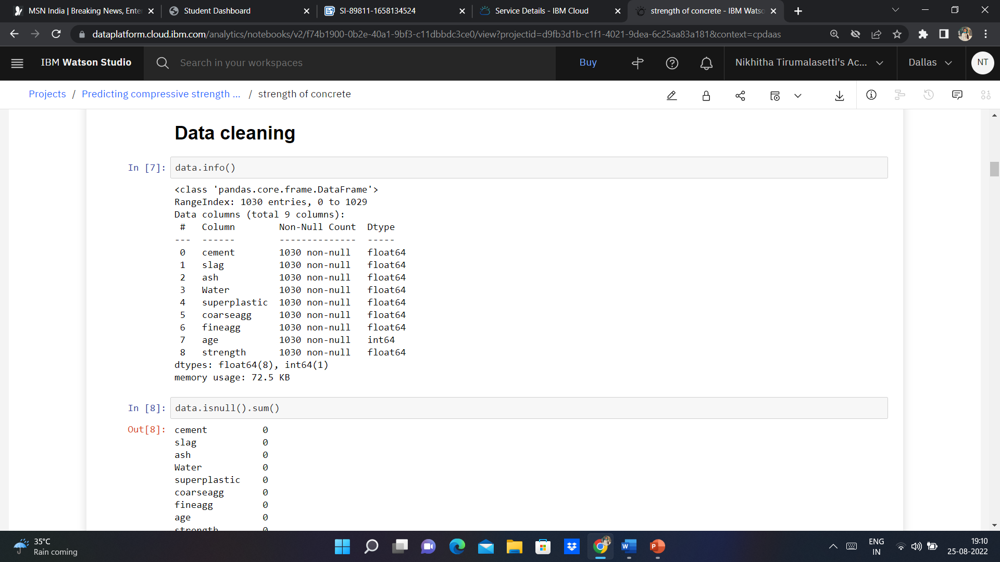 MSN India | Breaking News, Enter
Student Dashboard
SI-89811-1658134524
Service Details - IBM Cloud
strength of concrete - IBM Watso
dataplatform.cloud.ibm.com/analytics/notebooks/v2/f74b1900-0b2e-40a1-9bf3-c11dbbdc3ce0/view?projectid=d9fb3d1b-c1f1-4021-9dea-6c25aa83a181&context=cpdaas
IBM Watson Studio
Search in your workspaces
Buy
Nikhitha Tirumalasetti's Ac...
Dallas
NT
Projects / Predicting compressive strength ... / strength of concrete
Data cleaning
In [7]: data.info()
<class 'pandas.core.frame.DataFrame'>
RangeIndex: 1030 entries, 0 to 1029
Data columns (total 9 columns):
# Column Non-Null Count Dtype
--- ------ -------------- -----
0 cement 1030 non-null float64
1 slag 1030 non-null float64
2 ash 1030 non-null float64
3 Water 1030 non-null float64
4 superplastic 1030 non-null float64
5 coarseagg 1030 non-null float64
6 fineagg 1030 non-null float64
7 age 1030 non-null int64
8 strength 1030 non-null float64
dtypes: float64(8), int64(1)
memory usage: 72.5 KB
In [8]: data.isnull().sum()
Out[8]: cement 0
slag 0
ash 0
Water 0
superplastic 0
coarseagg 0
fineagg 0
age 0
strength 0
35°C
Rain coming
ENG
IN
19:10
25-08-2022